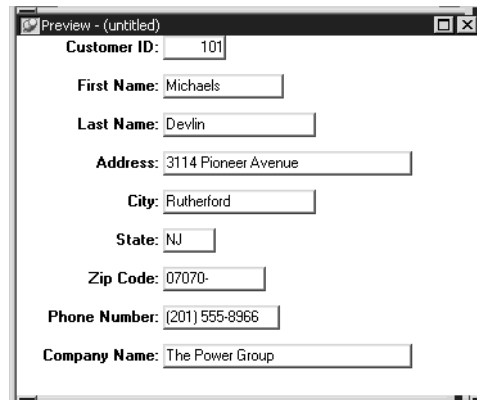 Preview - (untitled)
Customer ID: 101
First Name: Michaels
Last Name: Devlin
Address: 3114 Pioneer Avenue
City: Rutherford
State: NJ
Zip Code: 07070-
Phone Number: (201) 555-8966
Company Name: The Power Group